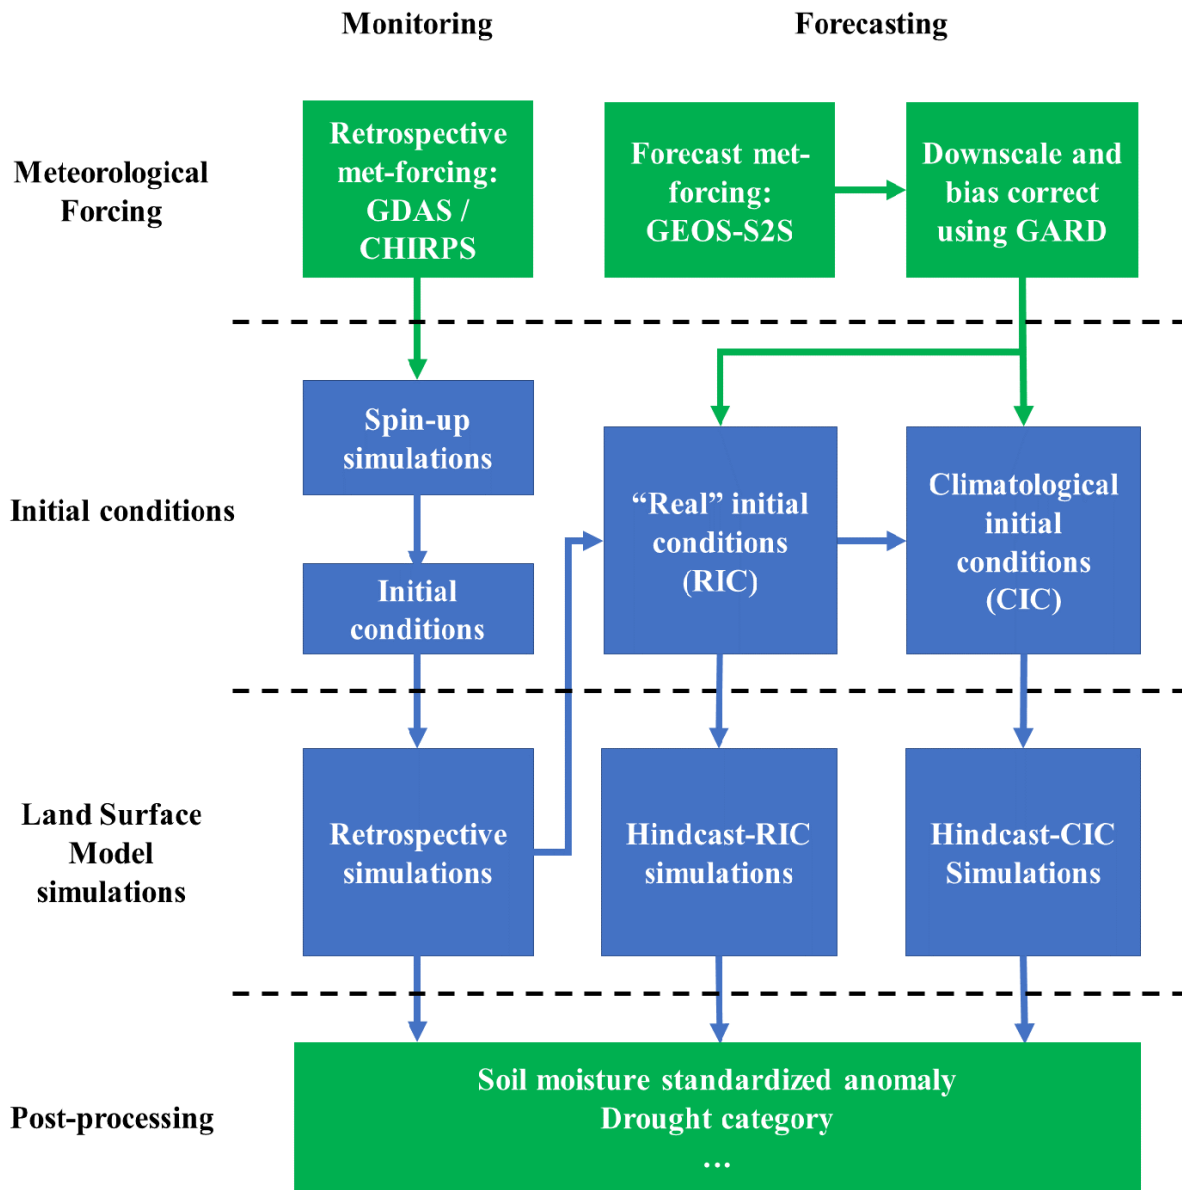 Monitoring
Forecasting
Meteorological
Forcing
Retrospective
met-forcing:
GDAS /
CHIRPS
Forecast met-
forcing:
GEOS-S2S
Downscale and
bias correct
using GARD
Initial conditions
Spin-up
simulations
Initial
conditions
“Real” initial
conditions
(RIC)
Climatological
initial
conditions
(CIC)
Land Surface
Model
simulations
Retrospective
simulations
Hindcast-RIC
simulations
Hindcast-CIC
Simulations
Post-processing
Soil moisture standardized anomaly
Drought category
...